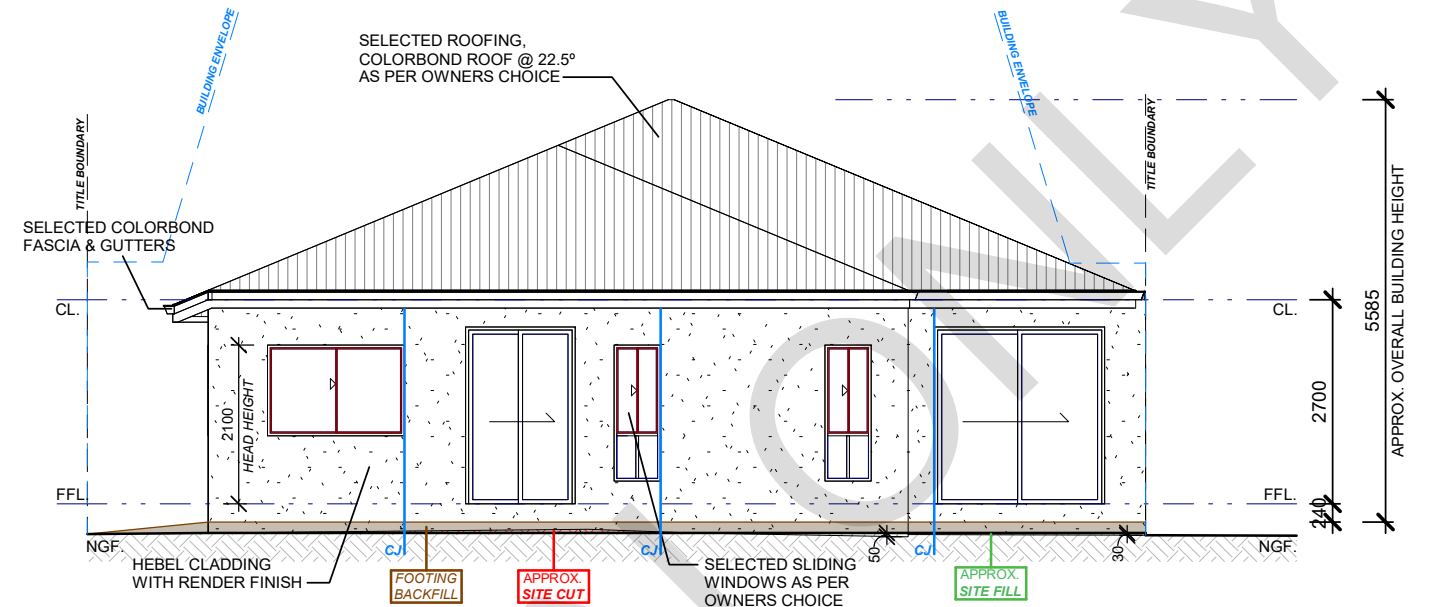 BUILDING ENVELOPE
BUILDING ENVELOPE
SELECTED ROOFING,
COLORBOND ROOF @ 22.5º
AS PER OWNERS CHOICE
TITLE BOUNDARY
TITLE BOUNDARY
SELECTED COLORBOND
FASCIA & GUTTERS
CL.
CL.
5585
APPROX. OVERALL BUILDING HEIGHT
2700
2100
HEAD HEIGHT
FFL.
FFL.
240
NGF.
NGF.
CJ
CJ
CJ
50
30
HEBEL CLADDING
WITH RENDER FINISH
FOOTING
BACKFILL
APPROX.
SITE CUT
SELECTED SLIDING
WINDOWS AS PER
OWNERS CHOICE
APPROX.
SITE FILL
ONLY